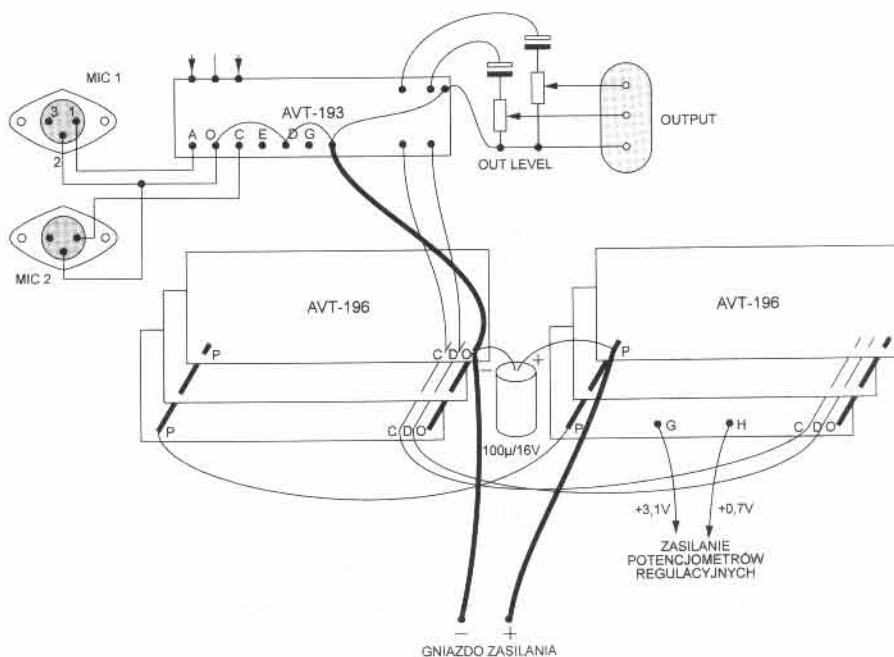 MIC 1
3 1
2
MIC 2
AVT-193
A O C E D G
OUT LEVEL
OUTPUT
AVT-196
P
C D O
P
C D O
- +
100µ/16V
AVT-196
P
P
G H
C D O
+3,1V +0,7V
ZASILANIE
POTENCJOMETRÓW
REGULACYJNYCH
- +
GNIAZDO ZASILANIA